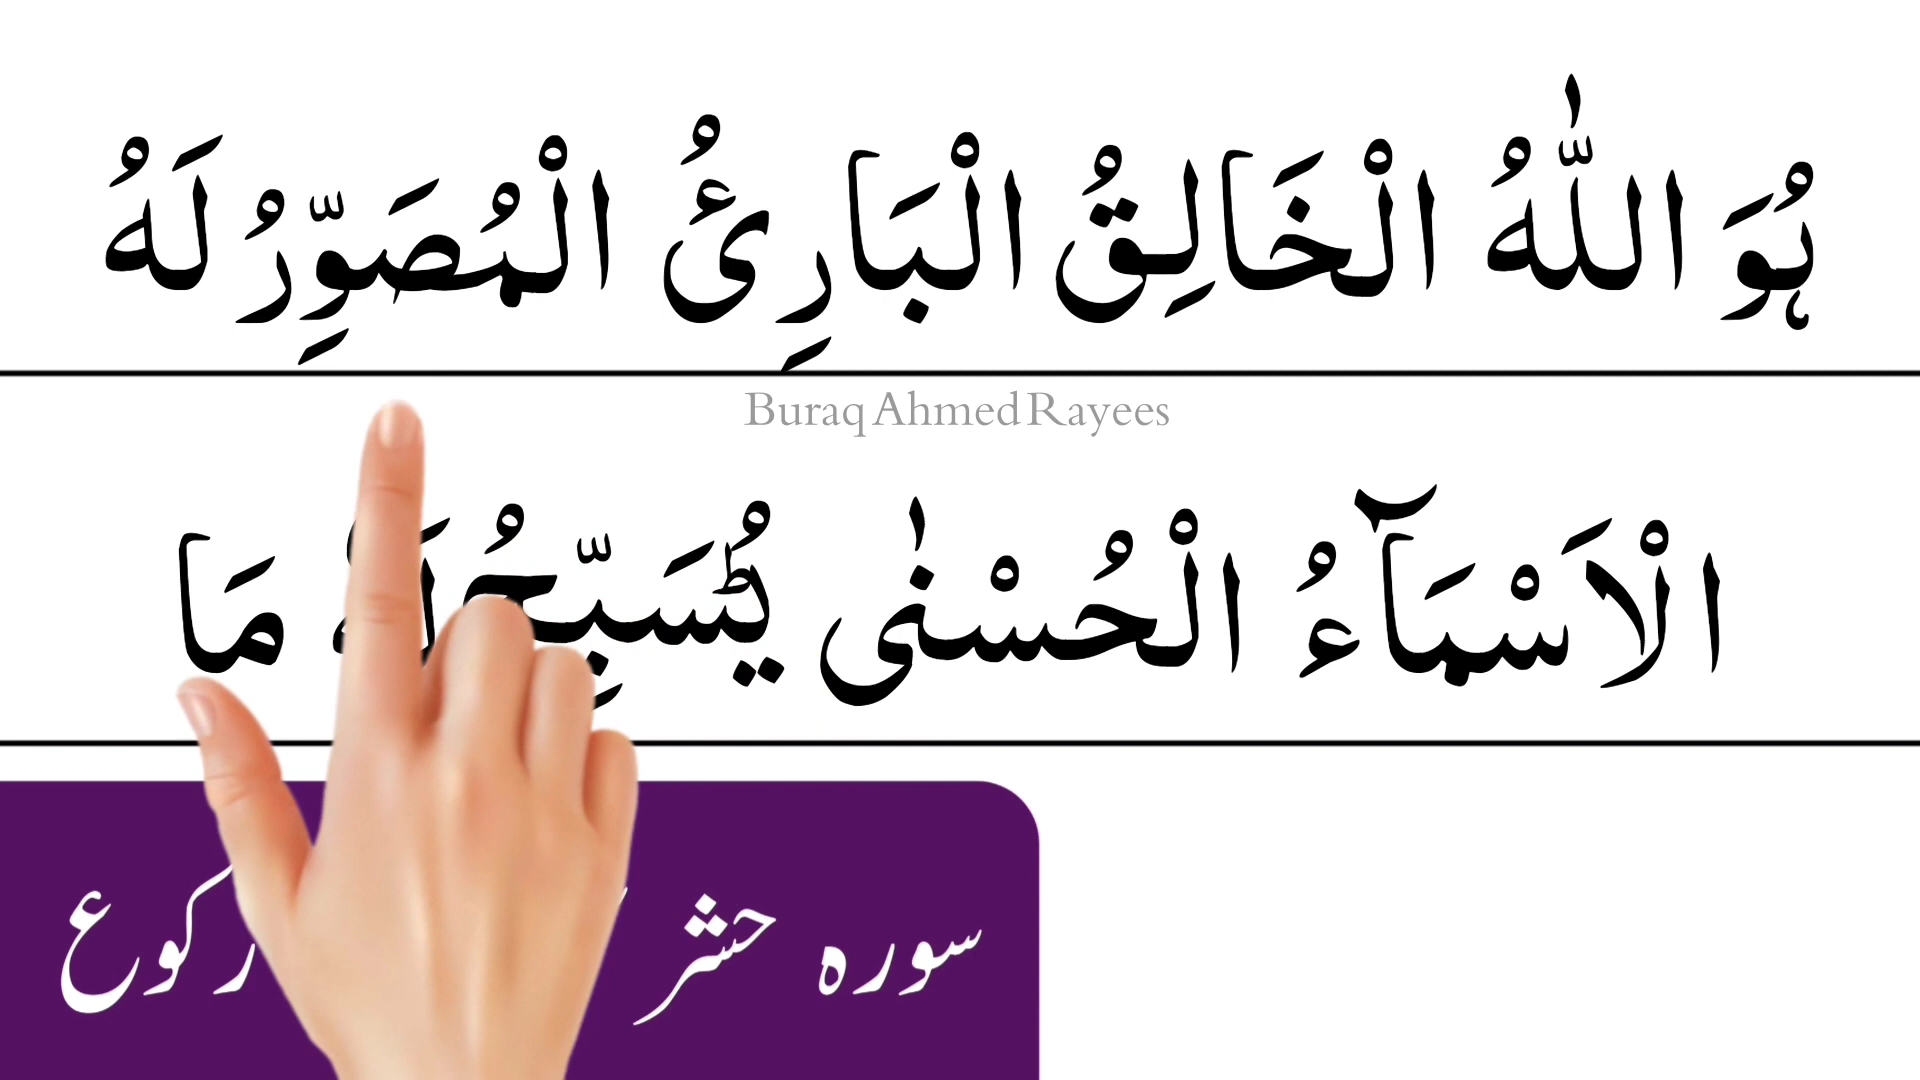 ہُوَ اللّٰهُ الْخَالِقُ الْبَارِئُ الْمُصَوِّرُ لَهُ
Buraq Ahmed Rayees
الْاَسْمَآءُ الْحُسْنٰی یُسَبِّحُ مَا
سورہ حشر رکوع